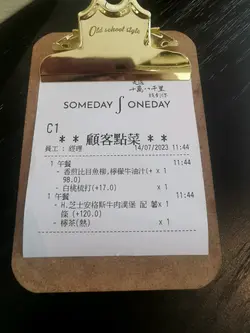 Old school style
SOMEDAY ∫ ONEDAY
C1
* * 顧客點菜 * *
員工: 經理 14/07/2023 11:44
1 午餐 11:44
- 香煎比目魚柳,檸檬牛油汁(+ x 1
98.0)
- 白桃梳打(+17.0) x 1
1 午餐 11:44
- H.芝士安格斯牛肉漢堡 配 薯 x 1
條 (+120.0)
- 檸茶(熱) x 1